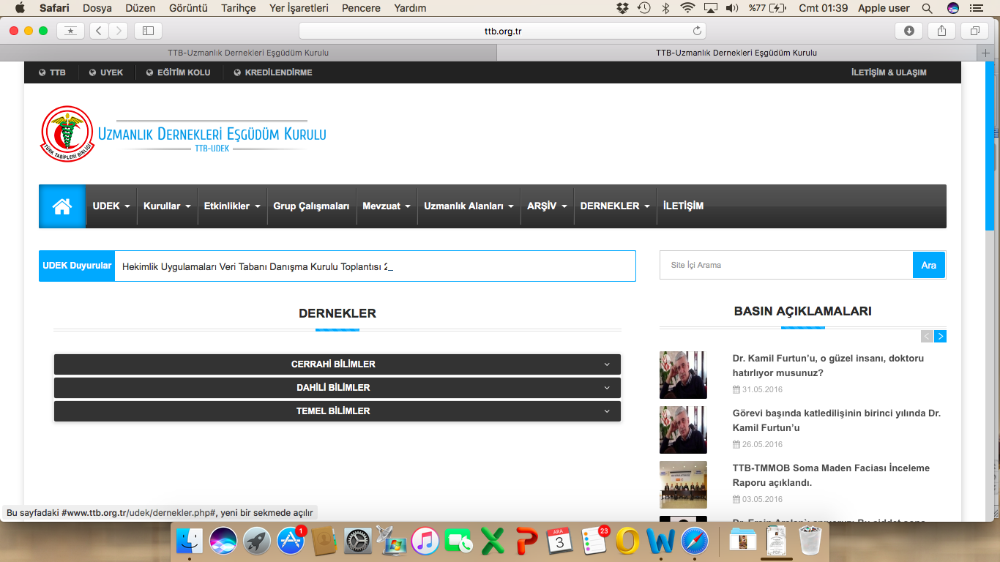 Safari Dosya Düzen Görüntü Tarihçe Yer İşaretleri Pencere Yardım %77 Cmt 01:39 Apple user
ttb.org.tr
TTB-Uzmanlık Dernekleri Eşgüdüm Kurulu TTB-Uzmanlık Dernekleri Eşgüdüm Kurulu
TTB UYEK EĞİTİM KOLU KREDİLENDİRME İLETİŞİM & ULAŞIM
TÜRK TABİPLERİ BİRLİĞİ
UZMANLIK DERNEKLERİ EŞGÜDÜM KURULU
TTB-UDEK
UDEK Kurullar Etkinlikler Grup Çalışmaları Mevzuat Uzmanlık Alanları ARŞİV DERNEKLER İLETİŞİM
UDEK Duyurular Hekimlik Uygulamaları Veri Tabanı Danışma Kurulu Toplantısı 2_
Site İçi Arama Ara
DERNEKLER
CERRAHİ BİLİMLER
DAHİLİ BİLİMLER
TEMEL BİLİMLER
BASIN AÇIKLAMALARI
Dr. Kamil Furtun’u, o güzel insanı, doktoru
hatırlıyor musunuz?
31.05.2016
Görevi başında katledilişinin birinci yılında Dr.
Kamil Furtun’u
26.05.2016
TTB-TMMOB Soma Maden Faciası İnceleme
Raporu açıklandı.
03.05.2016
Bu sayfadaki #www.ttb.org.tr/udek/dernekler.php#, yeni bir sekmede açılır
1
ARA
3
23